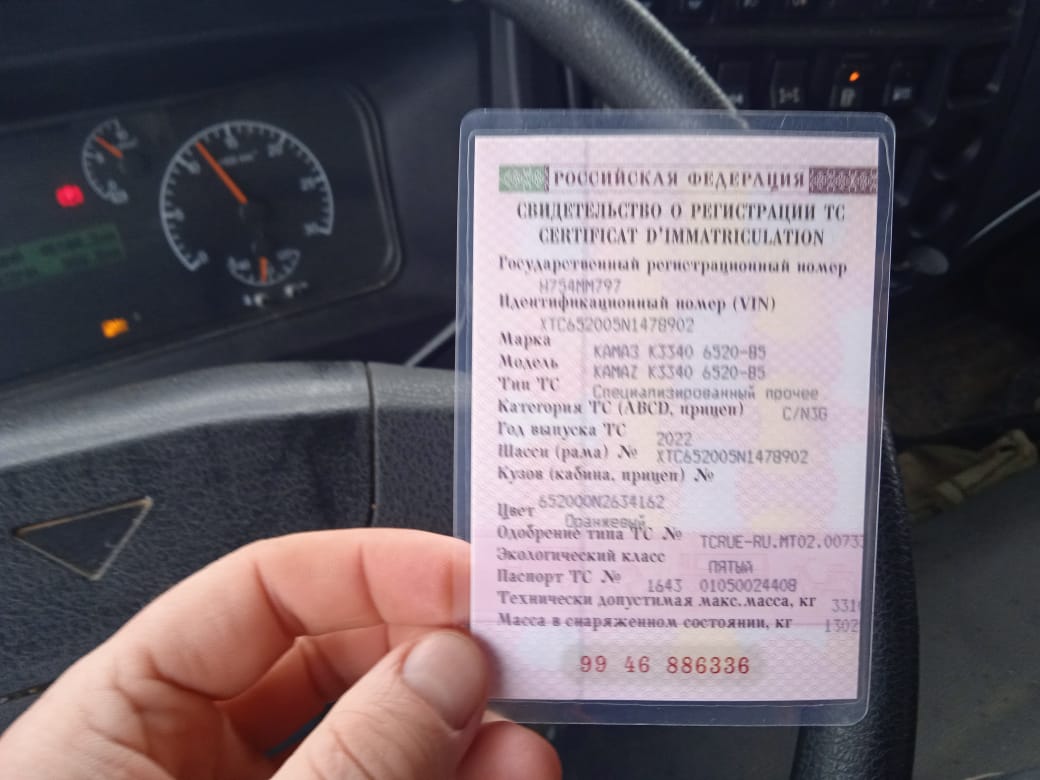 РОССИЙСКАЯ ФЕДЕРАЦИЯ
СВИДЕТЕЛЬСТВО О РЕГИСТРАЦИИ ТС
CERTIFICAT D'IMMATRICULATION
Государственный регистрационный номер
Н754ММ797
Идентификационный номер (VIN)
XTC652005N1478902
Марка КАМАЗ К3340 6520-В5
Модель KAMAZ K3340 6520-B5
Тип ТС Специализированный прочее
Категория ТС (ABCD, прицеп) C/N3G
Год выпуска ТС 2022
Шасси (рама) № XTC652005N1478902
Кузов (кабина, прицеп) №
652000N2634162
Цвет Оранжевый
Одобрение типа ТС № TCRUE-RU.MT02.0073
Экологический класс ПЯТЫЙ
Паспорт ТС № 1643 01050024408
Технически допустимая макс.масса, кг 331
Масса в снаряженном состоянии, кг 1302
99 46 886336